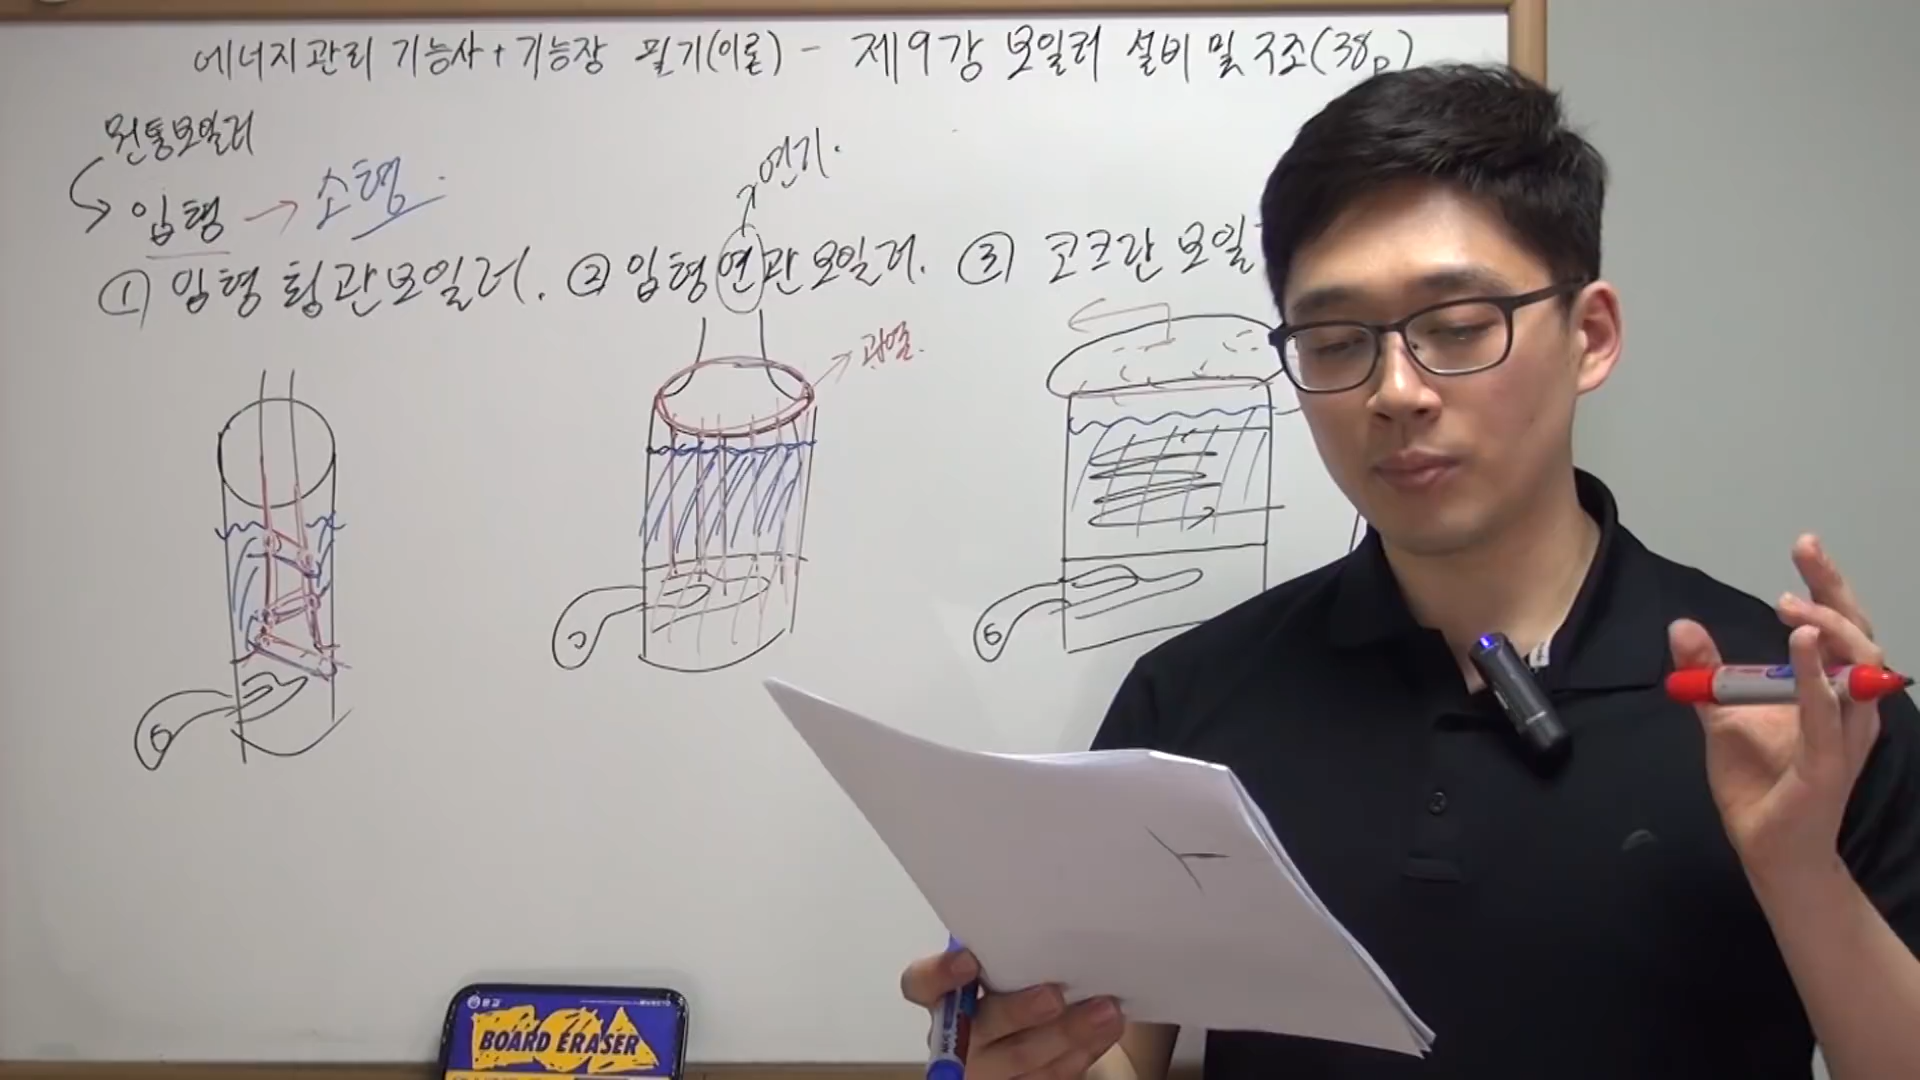 에너지관리 기능사+기능장 필기(이론) - 제9강 보일러 설비 및 구조(38p)
원통보일러
입형 → 소형
연기
① 입형 횡관보일러. ② 입형연관보일러. ③ 코크란 보일
과열
BOARD ERASER